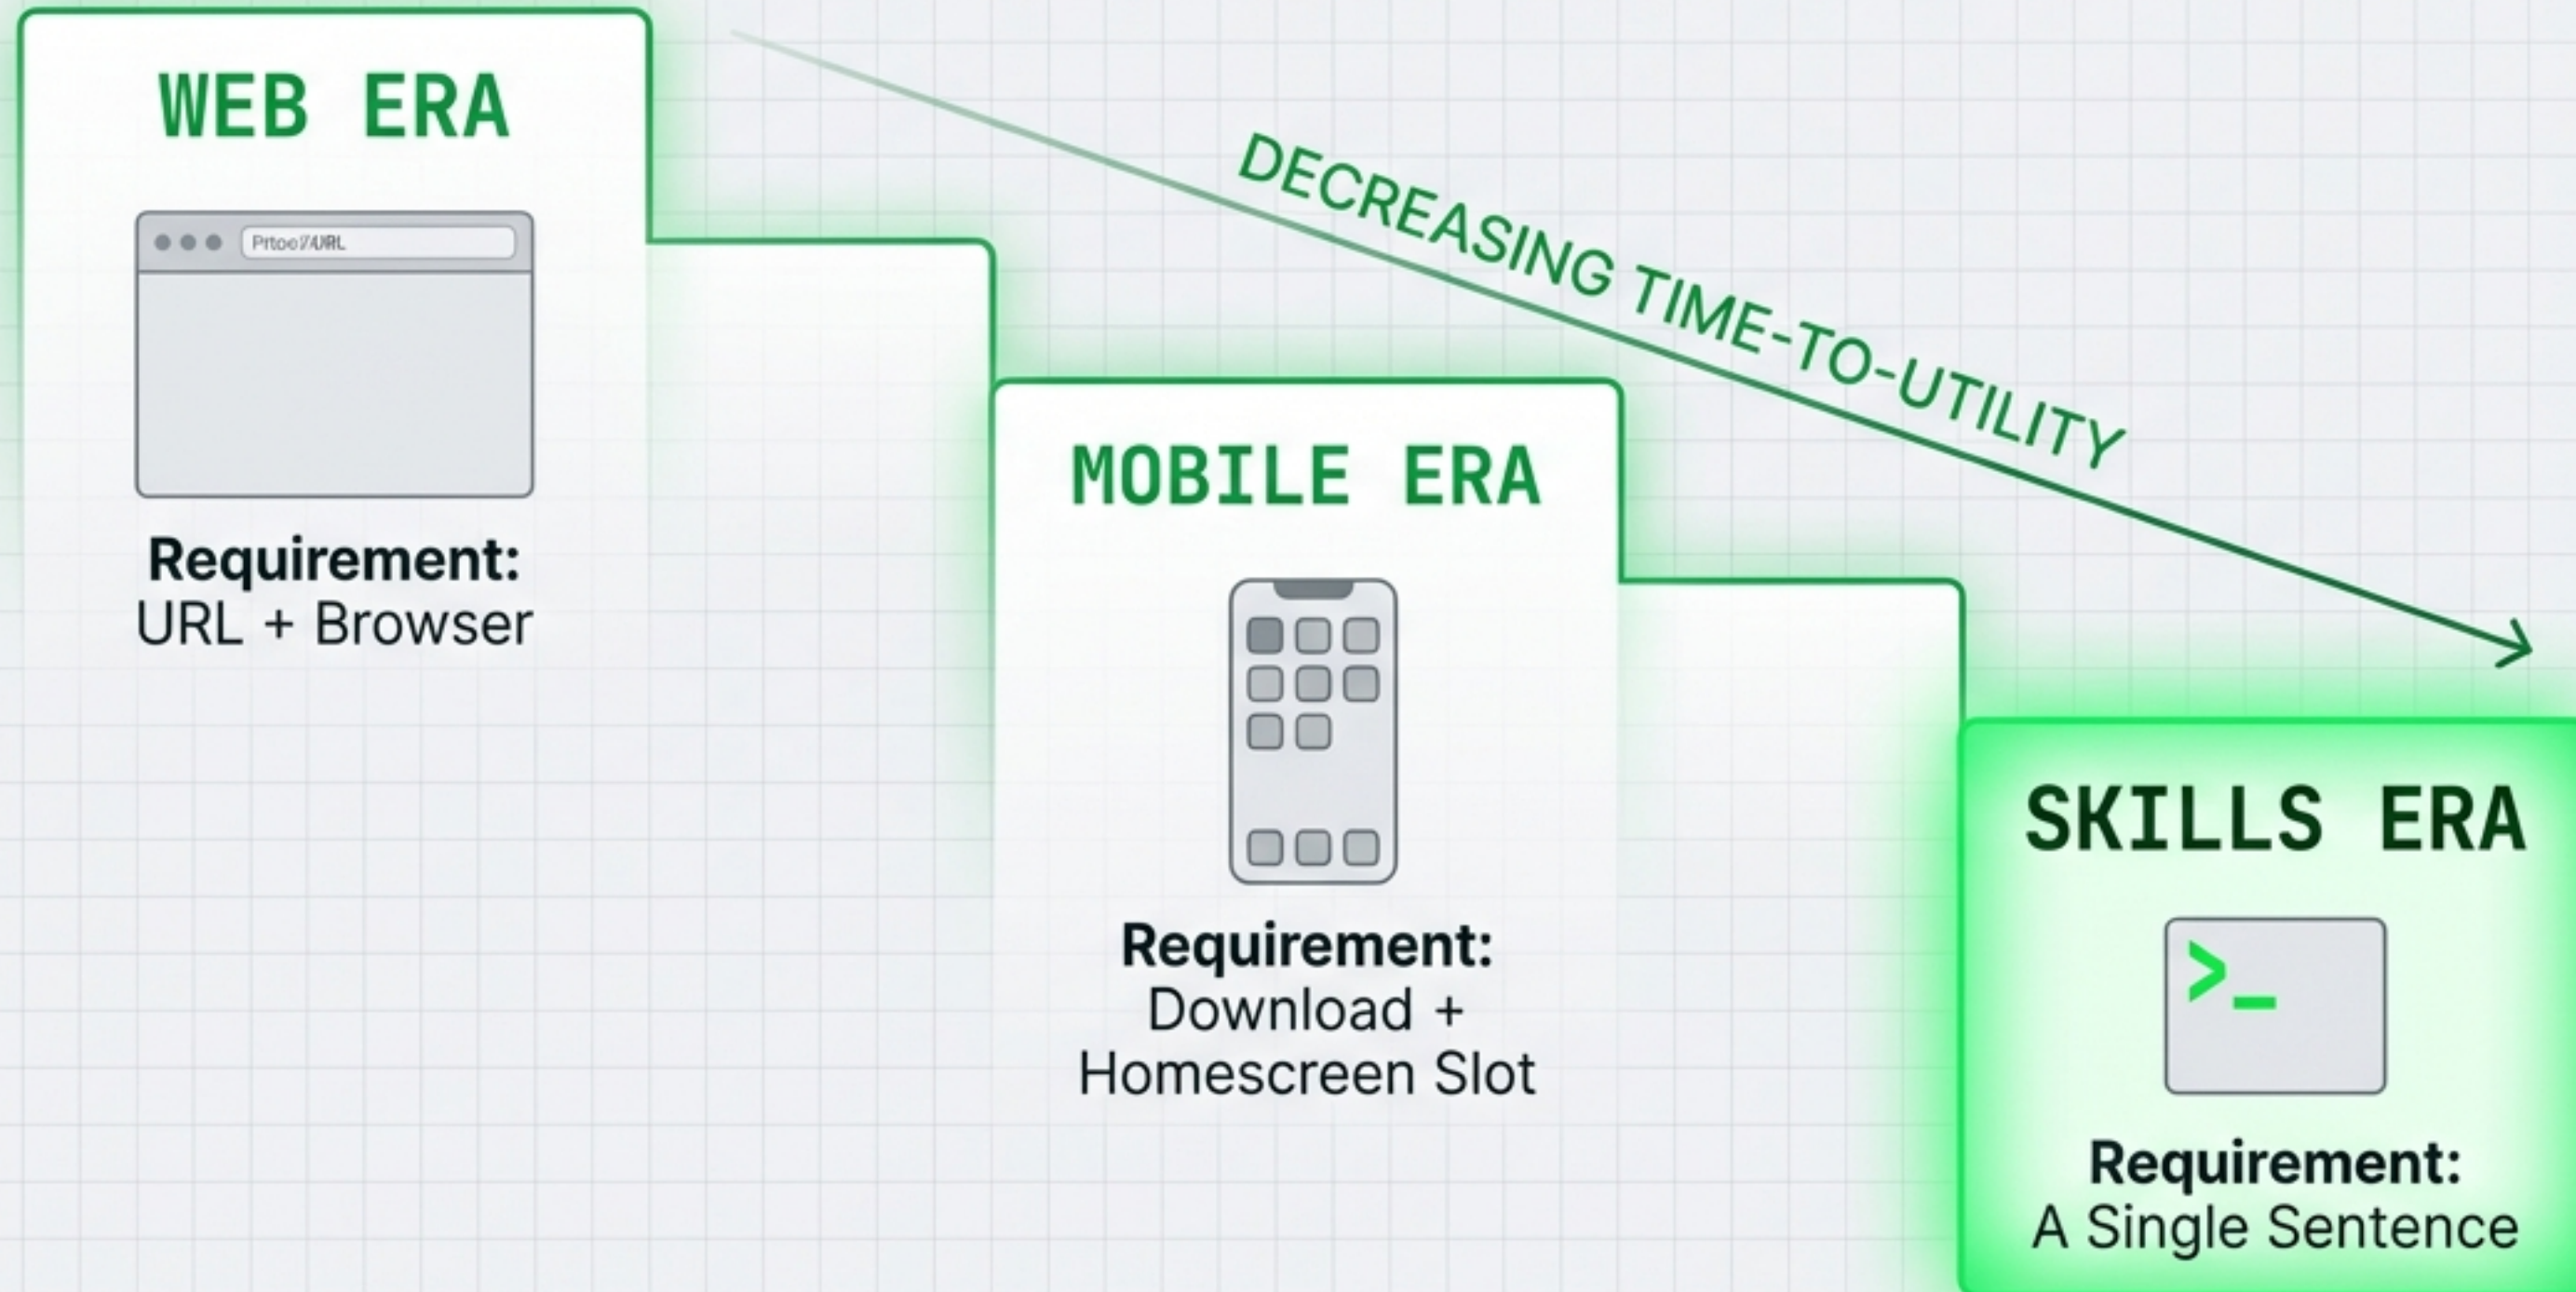 WEB ERA
Requirement:
URL + Browser
DECREASING TIME-TO-UTILITY
MOBILE ERA
Requirement:
Download +
Homescreen Slot
SKILLS ERA
>_
Requirement:
A Single Sentence